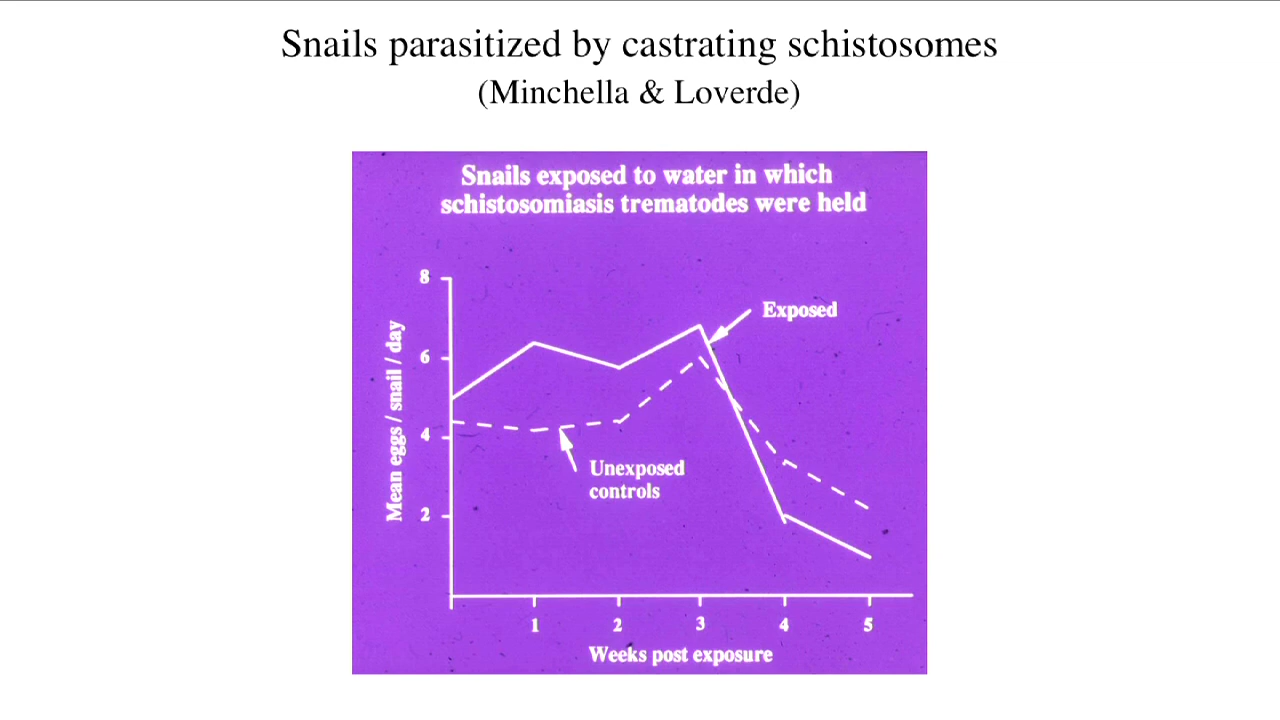 Snails parasitized by castrating schistosomes
(Minchella & Loverde)
Snails exposed to water in which
schistosomiasis trematodes were held
8
6
4
2
Mean eggs / snail / day
Exposed
Unexposed
controls
1 2 3 4 5
Weeks post exposure